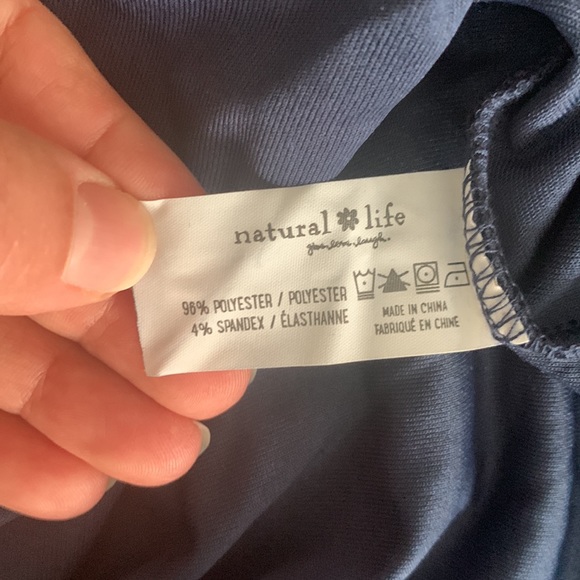 natural life
give. love. laugh.
96% POLYESTER / POLYESTER
4% SPANDEX / ÉLASTHANNE
MADE IN CHINA
FABRIQUÉ EN CHINE